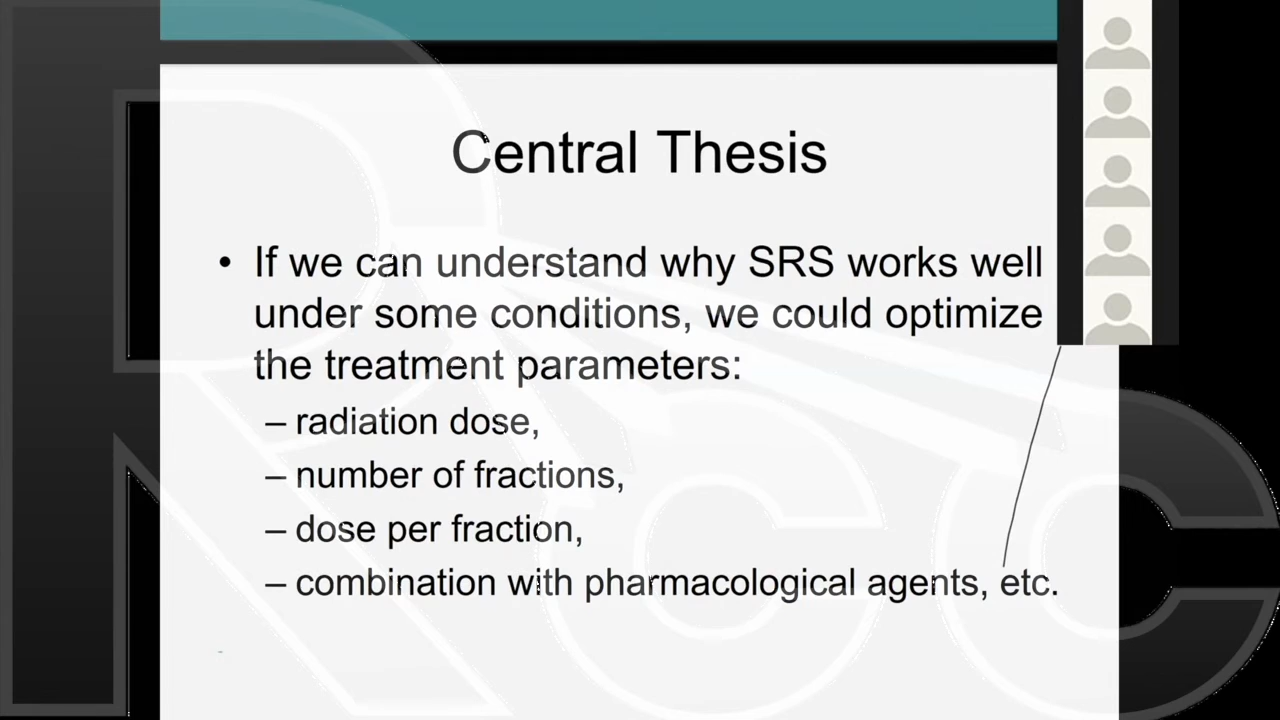 Central Thesis
• If we can understand why SRS works well
under some conditions, we could optimize
the treatment parameters:
– radiation dose,
– number of fractions,
– dose per fraction,
– combination with pharmacological agents, etc.
RCC